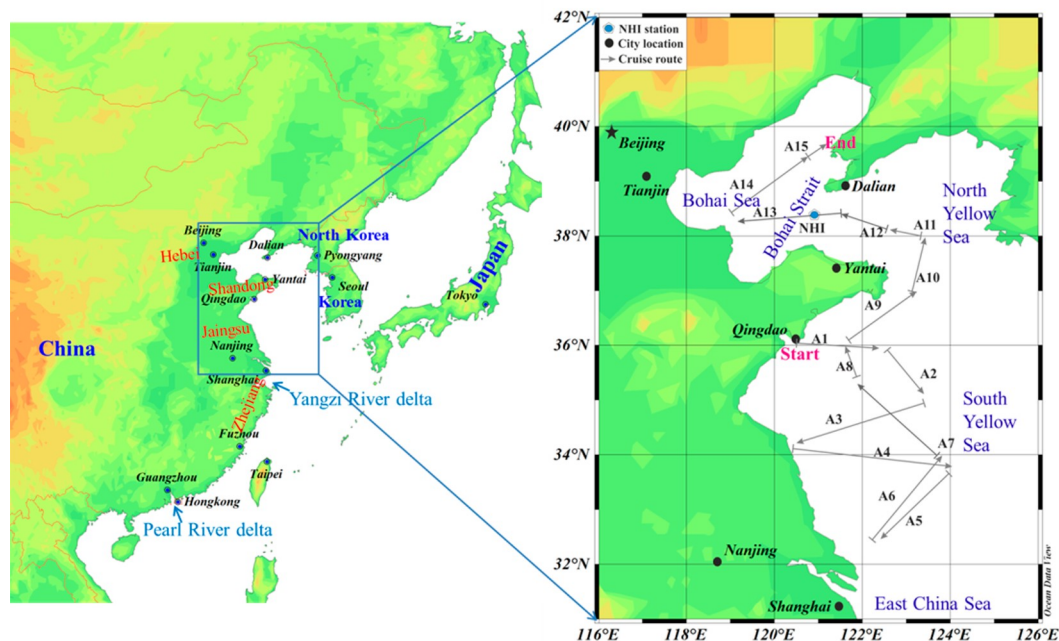 China
North Korea
Korea
Japan
Beijing
Hebei
Tianjin
Dalian
Pyongyang
Yantai
Seoul
Shandong
Qingdao
Tokyo
Jaingsu
Nanjing
Shanghai
Yangzi River delta
Zhejiang
Fuzhou
Taipei
Guangzhou
Hongkong
Pearl River delta
42°N
40°N
38°N
36°N
34°N
32°N
NHI station
City location
Cruise route
Beijing
Tianjin
A15
End
A14
Bohai Sea
Bohai Strait
Dalian
North
Yellow
Sea
A13
NHI
A12
A11
Yantai
A10
A9
Qingdao
A1
Start
A8
A2
A3
South
Yellow
Sea
A4
A7
A6
A5
Nanjing
Shanghai
East China Sea
Ocean Data View
116°E
118°E
120°E
122°E
124°E
126°E